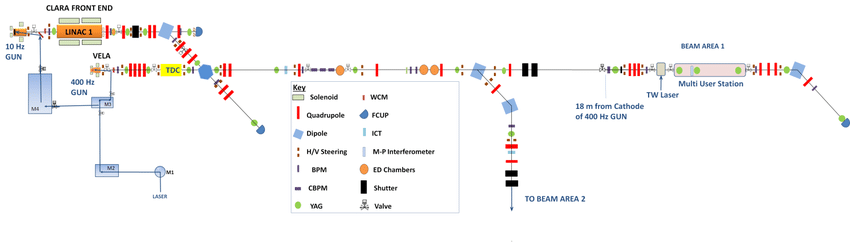 CLARA FRONT END
LINAC 1
10 Hz
GUN
VELA
400 Hz
GUN
TDC
M4
M3
M2
M1
LASER
Key
Solenoid
WCM
Quadrupole
FCUP
Dipole
ICT
H/V Steering
M-P Interferometer
BPM
ED Chambers
CBPM
Shutter
YAG
Valve
TO BEAM AREA 2
BEAM AREA 1
18 m from Cathode
of 400 Hz GUN
TW Laser
Multi User Station